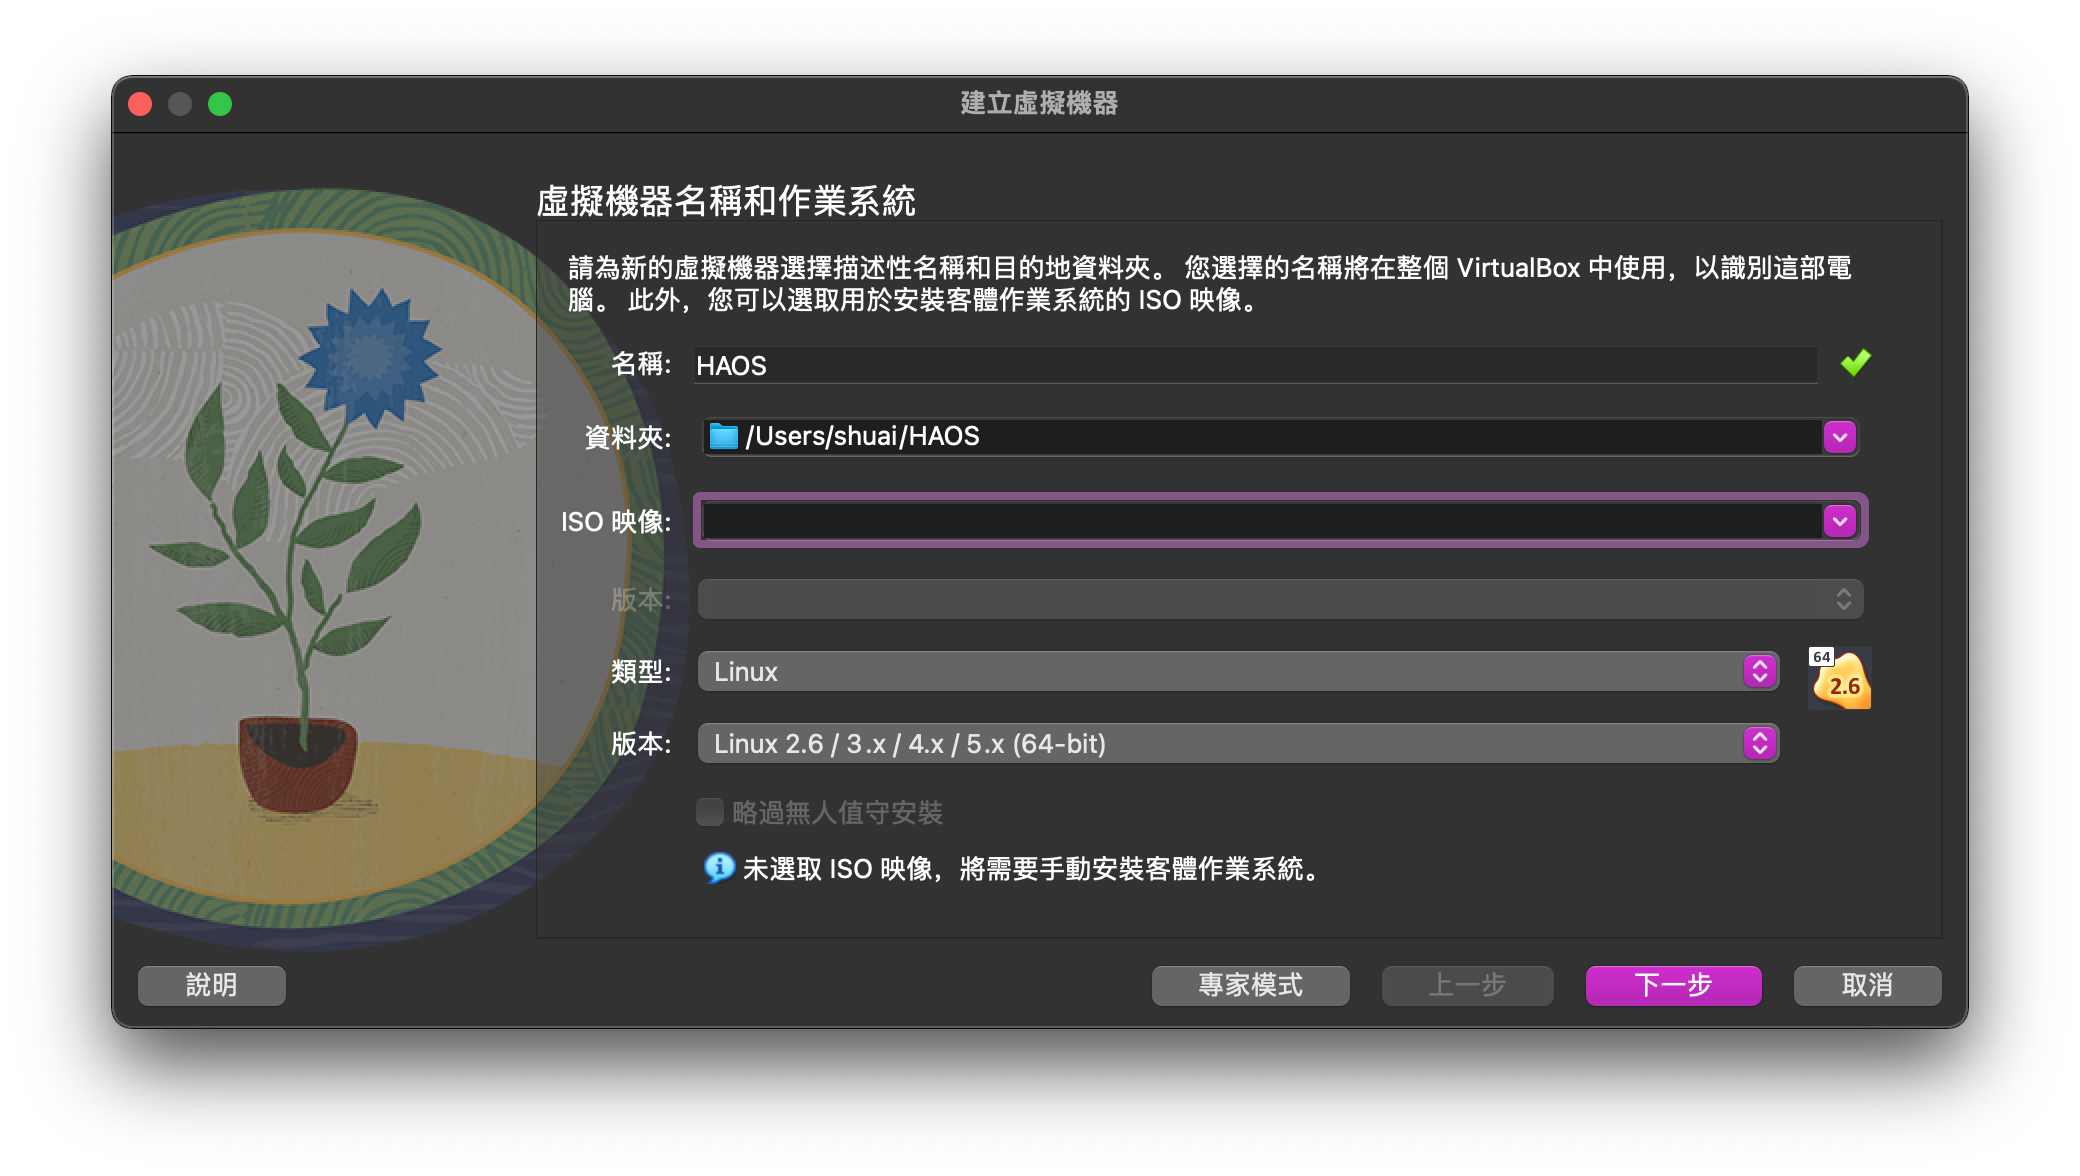 建立虛擬機器
虛擬機器名稱和作業系統
請為新的虛擬機器選擇描述性名稱和目的地資料夾。 您選擇的名稱將在整個 VirtualBox 中使用，以識別這部電
腦。 此外，您可以選取用於安裝客體作業系統的 ISO 映像。
名稱: HAOS
資料夾: /Users/shuai/HAOS
ISO 映像:
版本:
類型: Linux
64
2.6
版本: Linux 2.6 / 3.x / 4.x / 5.x (64-bit)
略過無人值守安裝
未選取 ISO 映像，將需要手動安裝客體作業系統。
說明 專家模式 上一步 下一步 取消